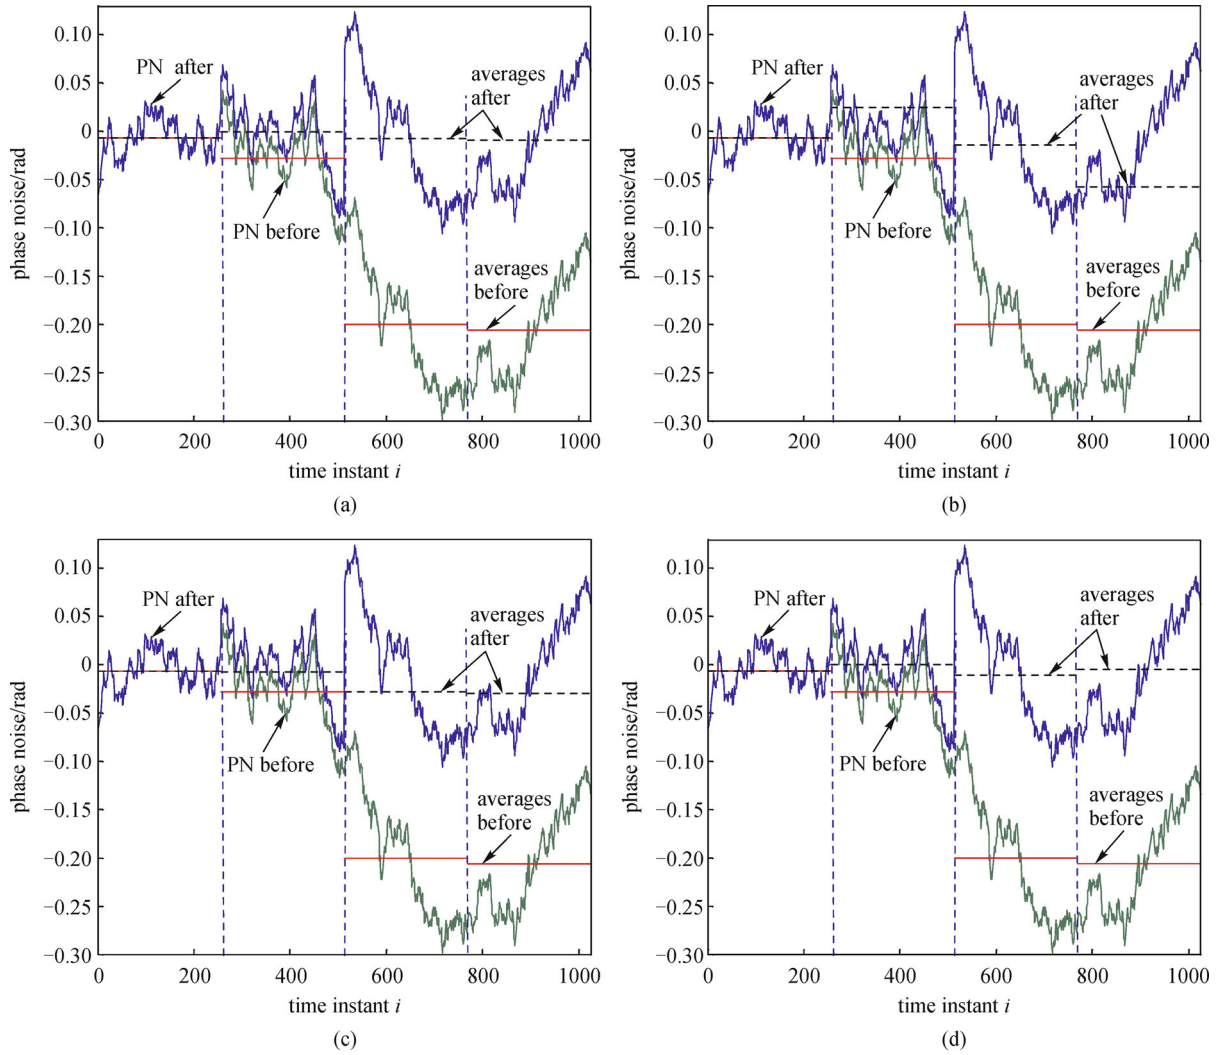 0.10
0.05
0
−0.05
−0.10
−0.15
−0.20
−0.25
−0.30
phase noise/rad
PN after
averages
after
PN before
averages
before
0
200
400
600
800
1000
time instant i
(a)
0.10
0.05
0
−0.05
−0.10
−0.15
−0.20
−0.25
−0.30
phase noise/rad
PN after
averages
after
PN before
averages
before
0
200
400
600
800
1000
time instant i
(b)
0.10
0.05
0
−0.05
−0.10
−0.15
−0.20
−0.25
−0.30
phase noise/rad
PN after
averages
after
PN before
averages
before
0
200
400
600
800
1000
time instant i
(c)
0.10
0.05
0
−0.05
−0.10
−0.15
−0.20
−0.25
−0.30
phase noise/rad
PN after
averages
after
PN before
averages
before
0
200
400
600
800
1000
time instant i
(d)